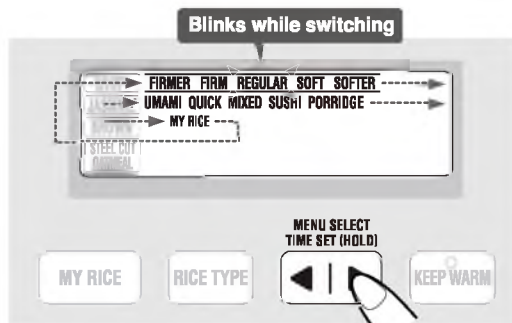 Blinks while switching
FIRMER FIRM REGULAR SOFT SOFTER
UMAMI QUICK MIXED SUSHI PORRIDGE
BROWN
MY RICE
STEEL CUT
OATMEAL
MENU SELECT
TIME SET (HOLD)
MY RICE
RICE TYPE
KEEP WARM